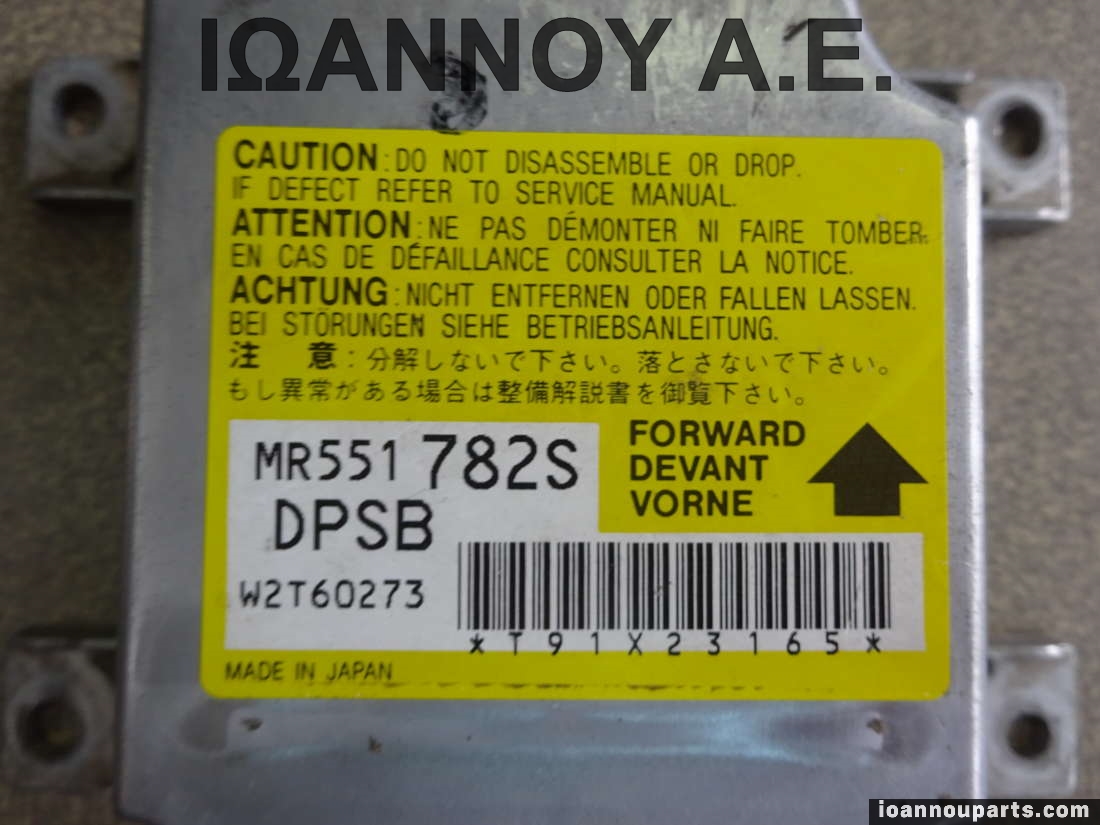 ΙΩΑΝΝΟΥ Α.Ε.
CAUTION: DO NOT DISASSEMBLE OR DROP.
IF DEFECT REFER TO SERVICE MANUAL.
ATTENTION: NE PAS DÉMONTER NI FAIRE TOMBER.
EN CAS DE DÉFAILLANCE CONSULTER LA NOTICE.
ACHTUNG: NICHT ENTFERNEN ODER FALLEN LASSEN.
BEI STÖRUNGEN SIEHE BETRIEBSANLEITUNG.
注 意: 分解しないで下さい。落とさないで下さい。
もし異常がある場合は整備解説書を御覧下さい。
MR551 782S
DPSB
W2T60273
FORWARD
DEVANT
VORNE
*T91X23165*
MADE IN JAPAN
ioannouparts.com